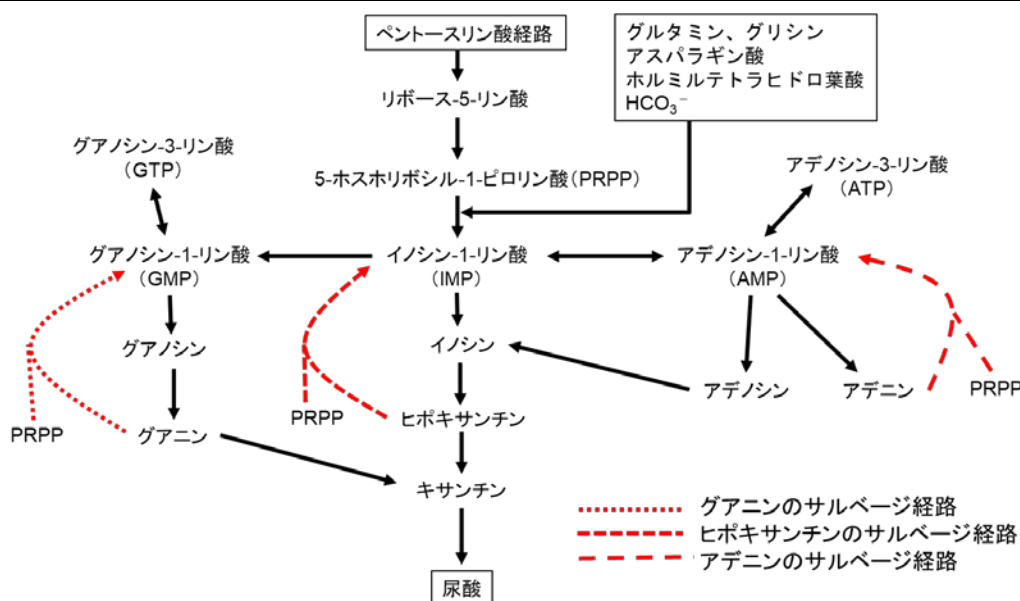 ペントースリン酸経路
グルタミン、グリシン
アスパラギン酸
ホルミルテトラヒドロ葉酸
HCO₃⁻
リボース-5-リン酸
グアノシン-3-リン酸
(GTP)
5-ホスホリボシル-1-ピロリン酸(PRPP)
アデノシン-3-リン酸
(ATP)
グアノシン-1-リン酸
(GMP)
イノシン-1-リン酸
(IMP)
アデノシン-1-リン酸
(AMP)
グアノシン
イノシン
アデノシン
アデニン
PRPP
PRPP
グアニン
PRPP
ヒポキサンチン
キサンチン
グアニンのサルベージ経路
ヒポキサンチンのサルベージ経路
アデニンのサルベージ経路
尿酸